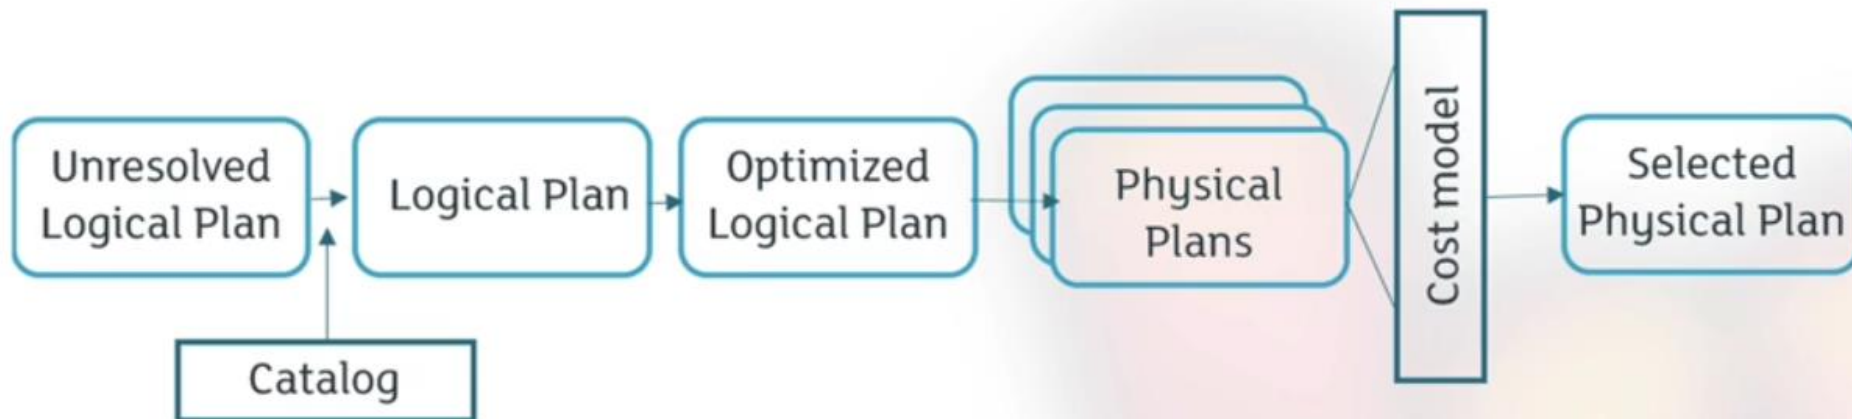 Unresolved
Logical Plan
Logical Plan
Optimized
Logical Plan
Physical
Plans
Cost model
Selected
Physical Plan
Catalog